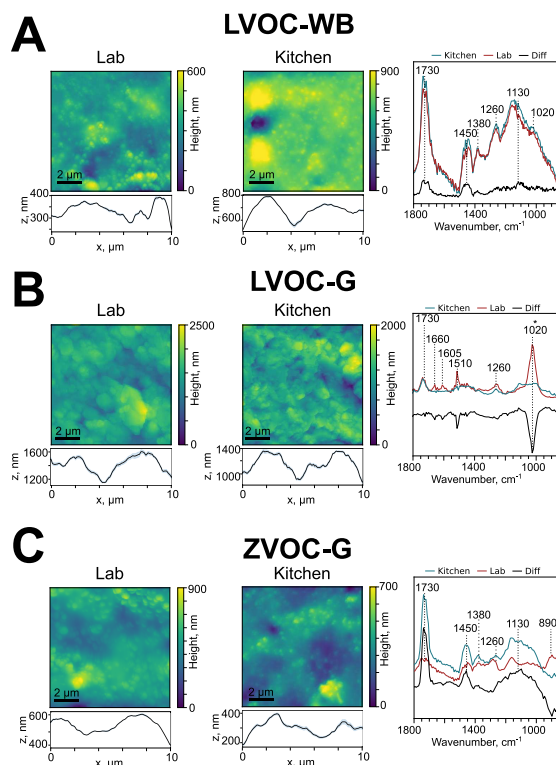 A
LVOC-WB
Lab
Kitchen
600
0
Height, nm
2 µm
900
0
Height, nm
2 µm
400
300
z, nm
0
10
x, µm
800
600
z, nm
0
10
x, µm
Kitchen Lab Diff
1730
1450
1380
1260
1130
1020
1800 1400 1000
Wavenumber, cm-1
B
LVOC-G
Lab
Kitchen
2500
0
Height, nm
2 µm
2000
0
Height, nm
2 µm
1600
1200
z, nm
0
10
x, µm
1400
1000
z, nm
0
10
x, µm
Kitchen Lab Diff
1730
1660
1605
1510
1260
*
1020
1800 1400 1000
Wavenumber, cm-1
C
ZVOC-G
Lab
Kitchen
900
0
Height, nm
2 µm
700
0
Height, nm
2 µm
600
400
z, nm
0
10
x, µm
400
200
z, nm
0
10
x, µm
Kitchen Lab Diff
1730
1450
1380
1260
1130
890
1800 1400 1000
Wavenumber, cm-1